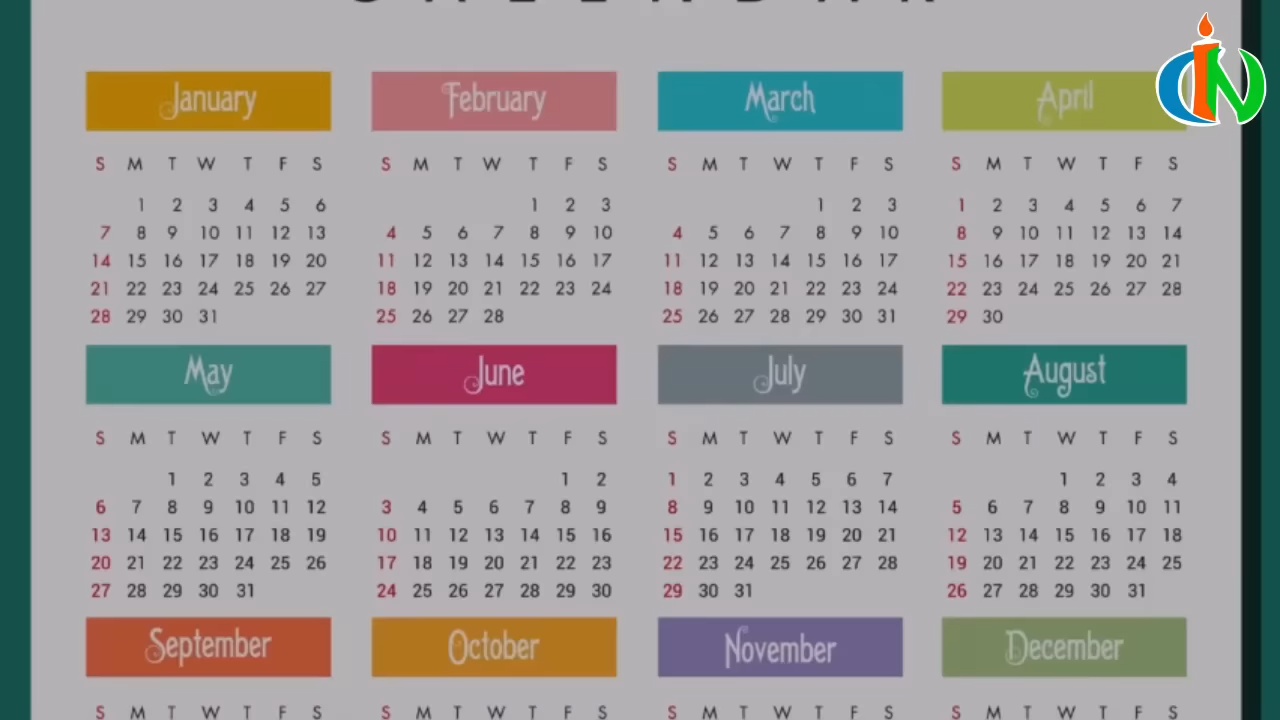 January February March April
S M T W T F S S M T W T F S S M T W T F S S M T W T F S
1 2 3 4 5 6 1 2 3 1 2 3 1 2 3 4 5 6 7
7 8 9 10 11 12 13 4 5 6 7 8 9 10 4 5 6 7 8 9 10 8 9 10 11 12 13 14
14 15 16 17 18 19 20 11 12 13 14 15 16 17 11 12 13 14 15 16 17 15 16 17 18 19 20 21
21 22 23 24 25 26 27 18 19 20 21 22 23 24 18 19 20 21 22 23 24 22 23 24 25 26 27 28
28 29 30 31 25 26 27 28 25 26 27 28 29 30 31 29 30
May June July August
S M T W T F S S M T W T F S S M T W T F S S M T W T F S
1 2 3 4 5 1 2 1 2 3 4 5 6 7 1 2 3 4
6 7 8 9 10 11 12 3 4 5 6 7 8 9 8 9 10 11 12 13 14 5 6 7 8 9 10 11
13 14 15 16 17 18 19 10 11 12 13 14 15 16 15 16 17 18 19 20 21 12 13 14 15 16 17 18
20 21 22 23 24 25 26 17 18 19 20 21 22 23 22 23 24 25 26 27 28 19 20 21 22 23 24 25
27 28 29 30 31 24 25 26 27 28 29 30 29 30 31 26 27 28 29 30 31
September October November December
S M T W T F S S M T W T F S S M T W T F S S M T W T F S